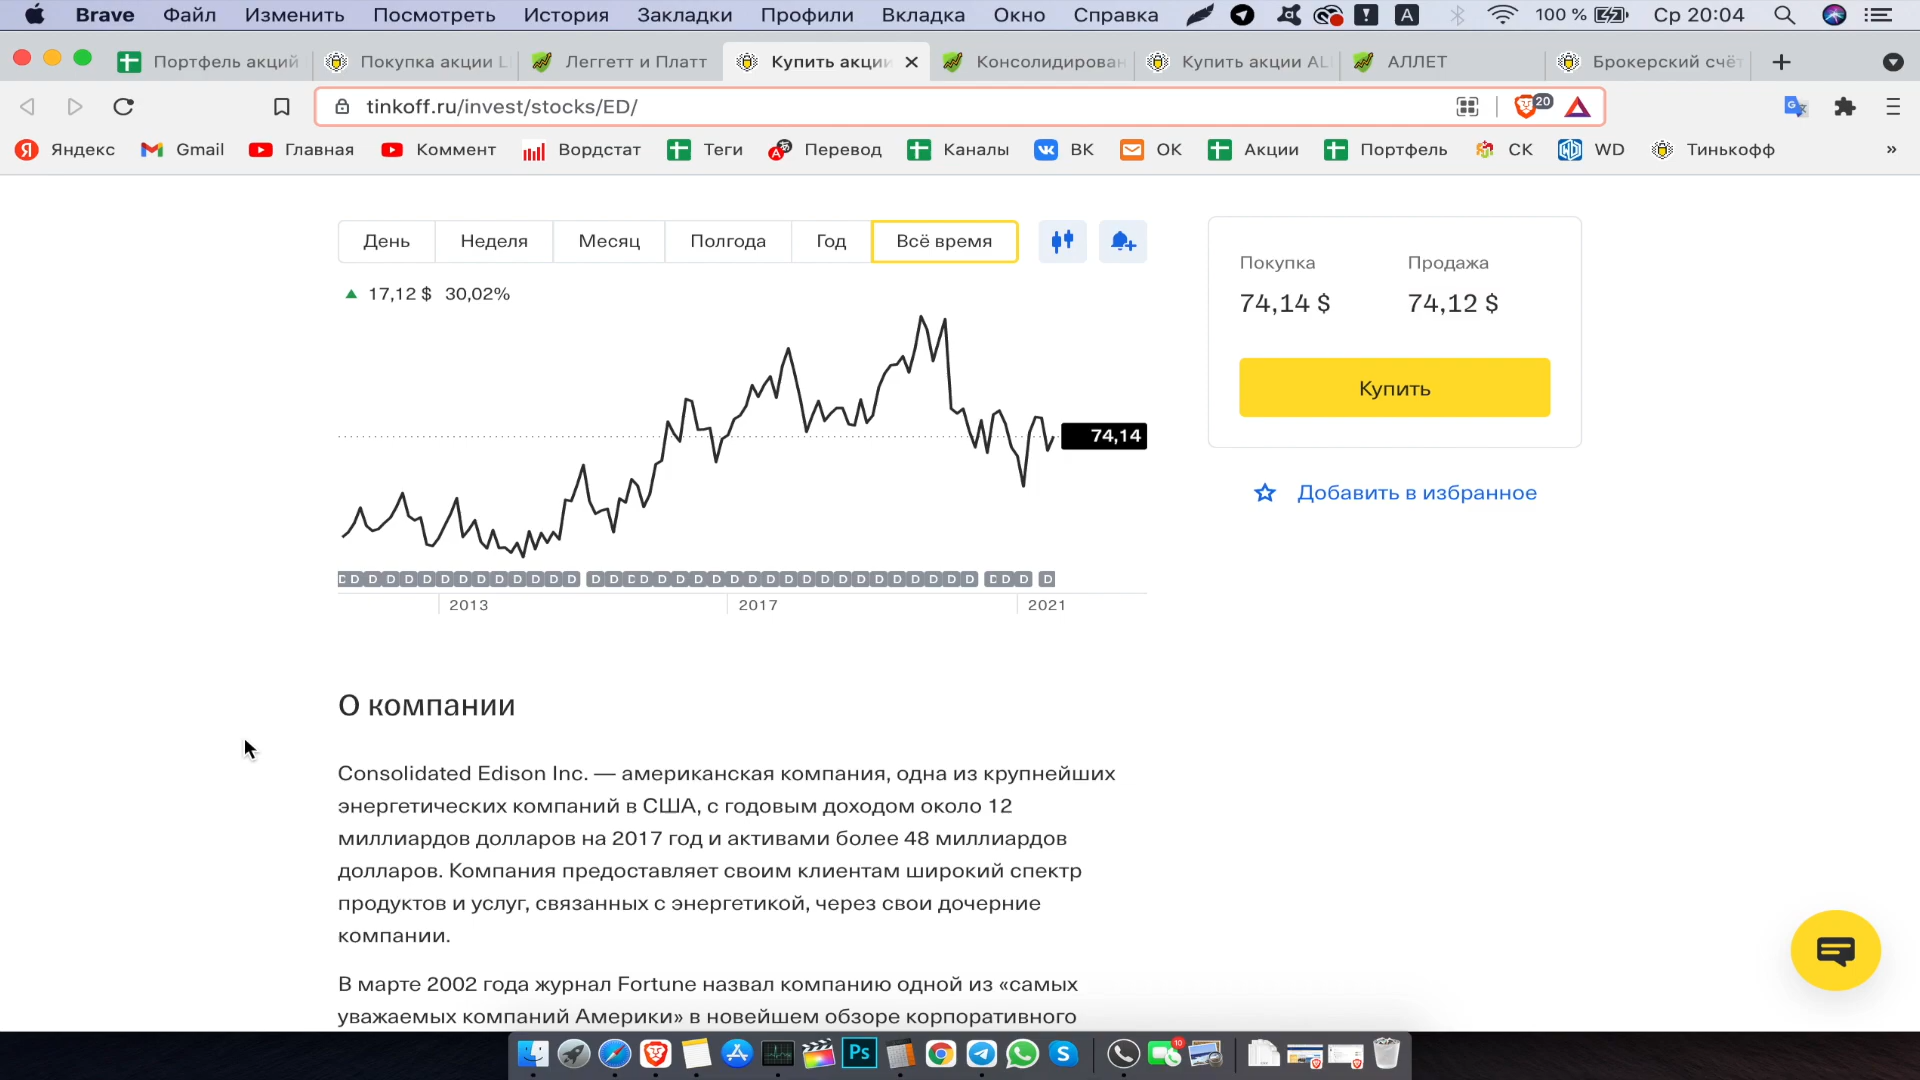 Brave Файл Изменить Посмотреть История Закладки Профили Вкладка Окно Справка A 100 % Ср 20:04
Портфель акций Покупка акции L Леггетт и Платт Купить акции Консолидирован Купить акции AL АЛЛЕТ Брокерский счёт
tinkoff.ru/invest/stocks/ED/ 20
Яндекс Gmail Главная Коммент Вордстат Теги Перевод Каналы ВК ОК Акции Портфель СК WD Тинькофф »
День Неделя Месяц Полгода Год Всё время
17,12 $ 30,02%
Покупка Продажа
74,14 $ 74,12 $
Купить
74,14
Добавить в избранное
D D D D D D D D D D D D D D D D D D D D D D D D D D D D D D D D D D D D D D
2013 2017 2021
О компании
Consolidated Edison Inc. — американская компания, одна из крупнейших
энергетических компаний в США, с годовым доходом около 12
миллиардов долларов на 2017 год и активами более 48 миллиардов
долларов. Компания предоставляет своим клиентам широкий спектр
продуктов и услуг, связанных с энергетикой, через свои дочерние
компании.
В марте 2002 года журнал Fortune назвал компанию одной из «самых
уважаемых компаний Америки» в новейшем обзоре корпоративного
Ps 10